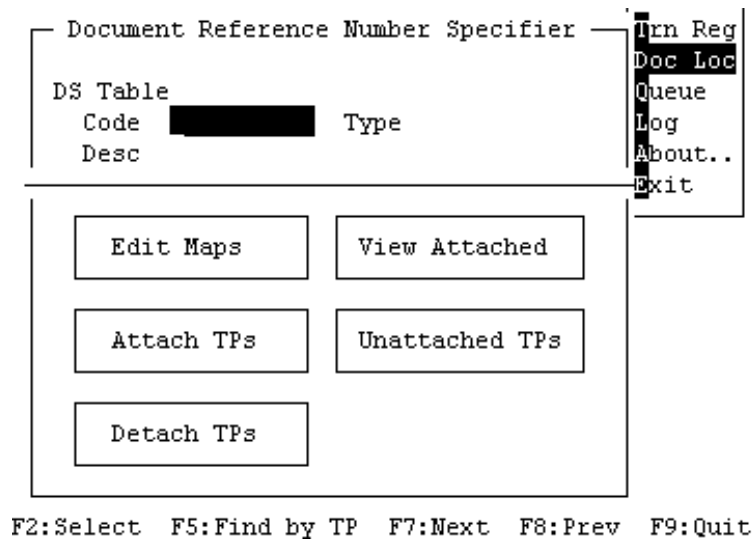 Document Reference Number Specifier
Trn Reg
Doc Loc
DS Table
Queue
Code Type
Log
Desc
About..
Exit
Edit Maps
View Attached
Attach TPs
Unattached TPs
Detach TPs
F2:Select F5:Find by TP F7:Next F8:Prev F9:Quit